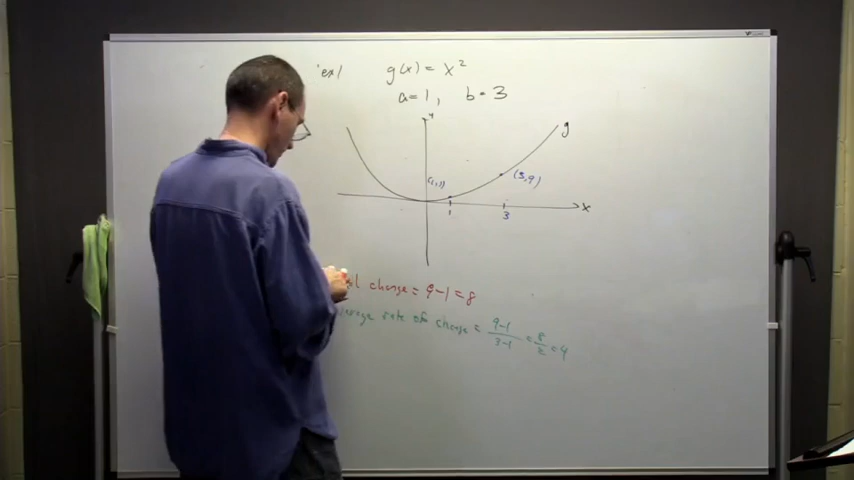 ex1 g(x) = x²
a=1, b=3
y
g
(1,1)
(3,9)
x
1
3
change = 9-1 = 8
rate of change = 9-1/3-1 = 8/2 = 4